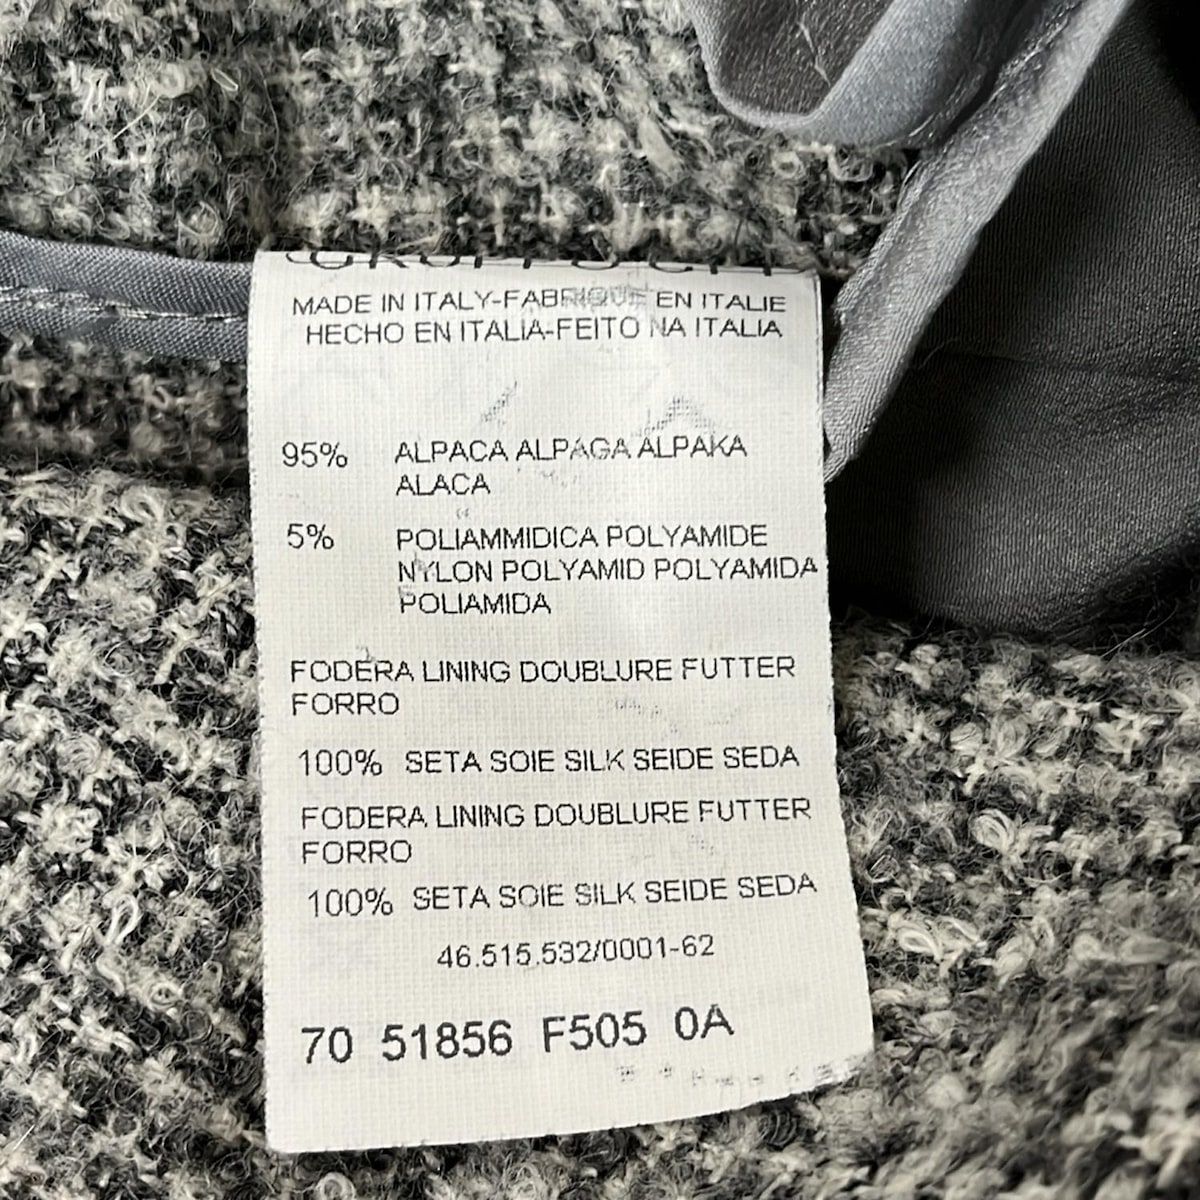 MADE IN ITALY-FABRIQUE EN ITALIE
HECHO EN ITALIA-FEITO NA ITALIA
95% ALPACA ALPAGA ALPAKA
ALACA
5% POLIAMMIDICA POLYAMIDE
NYLON POLYAMID POLYAMIDA
POLIAMIDA
FODERA LINING DOUBLURE FUTTER
FORRO
100% SETA SOIE SILK SEIDE SEDA
FODERA LINING DOUBLURE FUTTER
FORRO
100% SETA SOIE SILK SEIDE SEDA
46.515.532/0001-62
70 51856 F505 0A